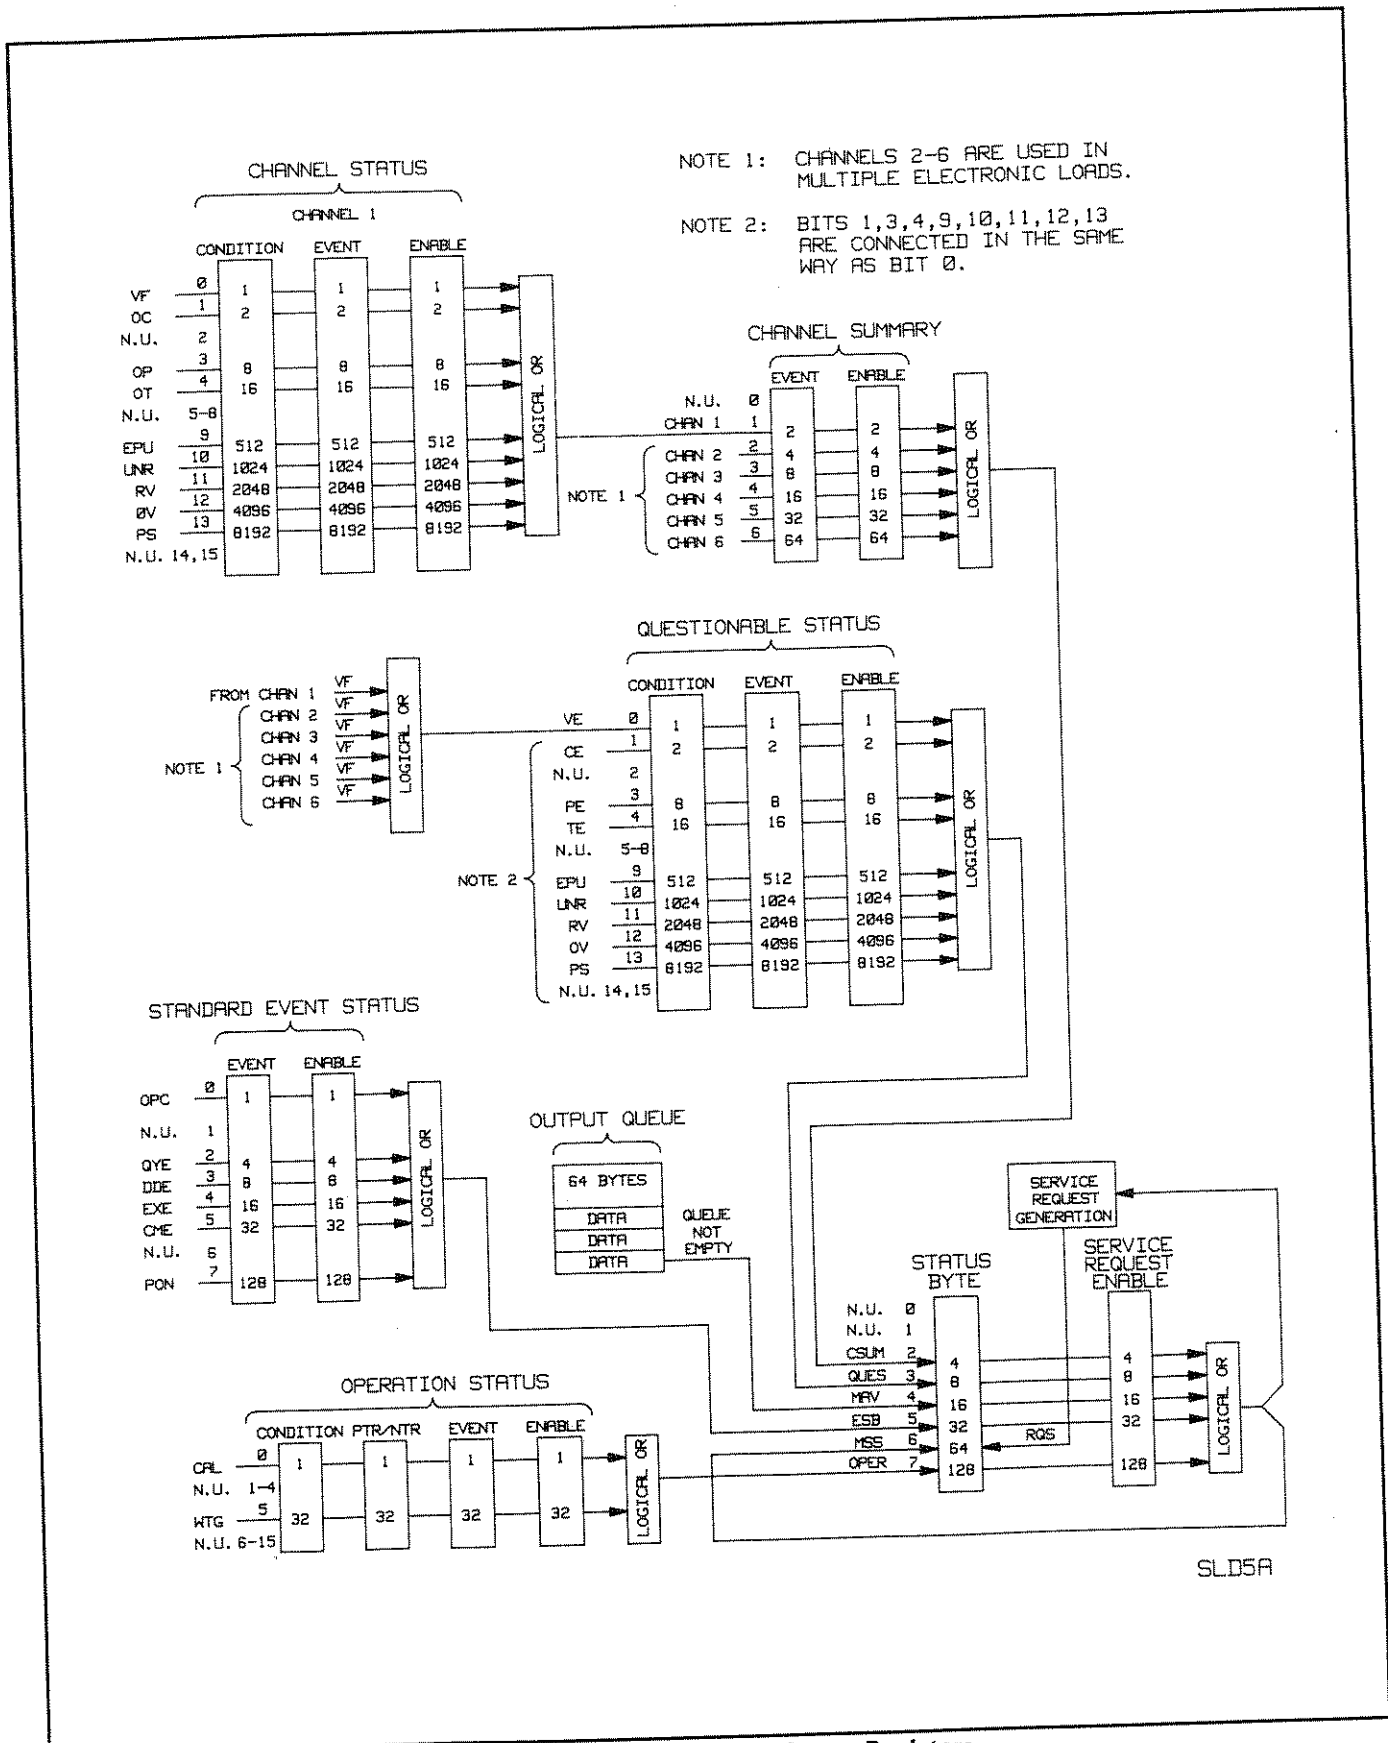 NOTE 1: CHANNELS 2-6 ARE USED IN
MULTIPLE ELECTRONIC LOADS.
NOTE 2: BITS 1,3,4,9,10,11,12,13
ARE CONNECTED IN THE SAME
WAY AS BIT 0.
CHANNEL STATUS
CHANNEL 1
CONDITION EVENT ENABLE
VF 0 1 1 1
OC 1 2 2 2
N.U. 2
OP 3 8 8 8
OT 4 16 16 16
N.U. 5-8
EPU 9 512 512 512
UNR 10 1024 1024 1024
RV 11 2048 2048 2048
0V 12 4096 4096 4096
PS 13 8192 8192 8192
N.U. 14,15
LOGICAL OR
CHANNEL SUMMARY
EVENT ENABLE
N.U. 0
CHAN 1 1 2 2
CHAN 2 2 4 4
CHAN 3 3 8 8
NOTE 1
CHAN 4 4 16 16
CHAN 5 5 32 32
CHAN 6 6 64 64
LOGICAL OR
FROM CHAN 1 VF
CHAN 2 VF
CHAN 3 VF
NOTE 1
CHAN 4 VF
CHAN 5 VF
CHAN 6 VF
LOGICAL OR
QUESTIONABLE STATUS
CONDITION EVENT ENABLE
VE 0 1 1 1
CE 1 2 2 2
N.U. 2
PE 3 8 8 8
TE 4 16 16 16
N.U. 5-8
NOTE 2
EPU 9 512 512 512
UNR 10 1024 1024 1024
RV 11 2048 2048 2048
OV 12 4096 4096 4096
PS 13 8192 8192 8192
N.U. 14,15
LOGICAL OR
STANDARD EVENT STATUS
EVENT ENABLE
OPC 0 1 1
N.U. 1
QYE 2 4 4
DDE 3 8 8
EXE 4 16 16
CME 5 32 32
N.U. 6
PON 7 128 128
LOGICAL OR
OUTPUT QUEUE
64 BYTES
DATA
DATA
DATA
QUEUE
NOT
EMPTY
SERVICE
REQUEST
GENERATION
STATUS
BYTE
SERVICE
REQUEST
ENABLE
N.U. 0
N.U. 1
CSUM 2 4 4
QUES 3 8 8
MAV 4 16 16
ESB 5 32 32
MSS 6 64 RQS
OPER 7 128 128
LOGICAL OR
OPERATION STATUS
CONDITION PTR/NTR EVENT ENABLE
CAL 0 1 1 1 1
N.U. 1-4
WTG 5 32 32 32 32
N.U. 6-15
LOGICAL OR
SLD5A